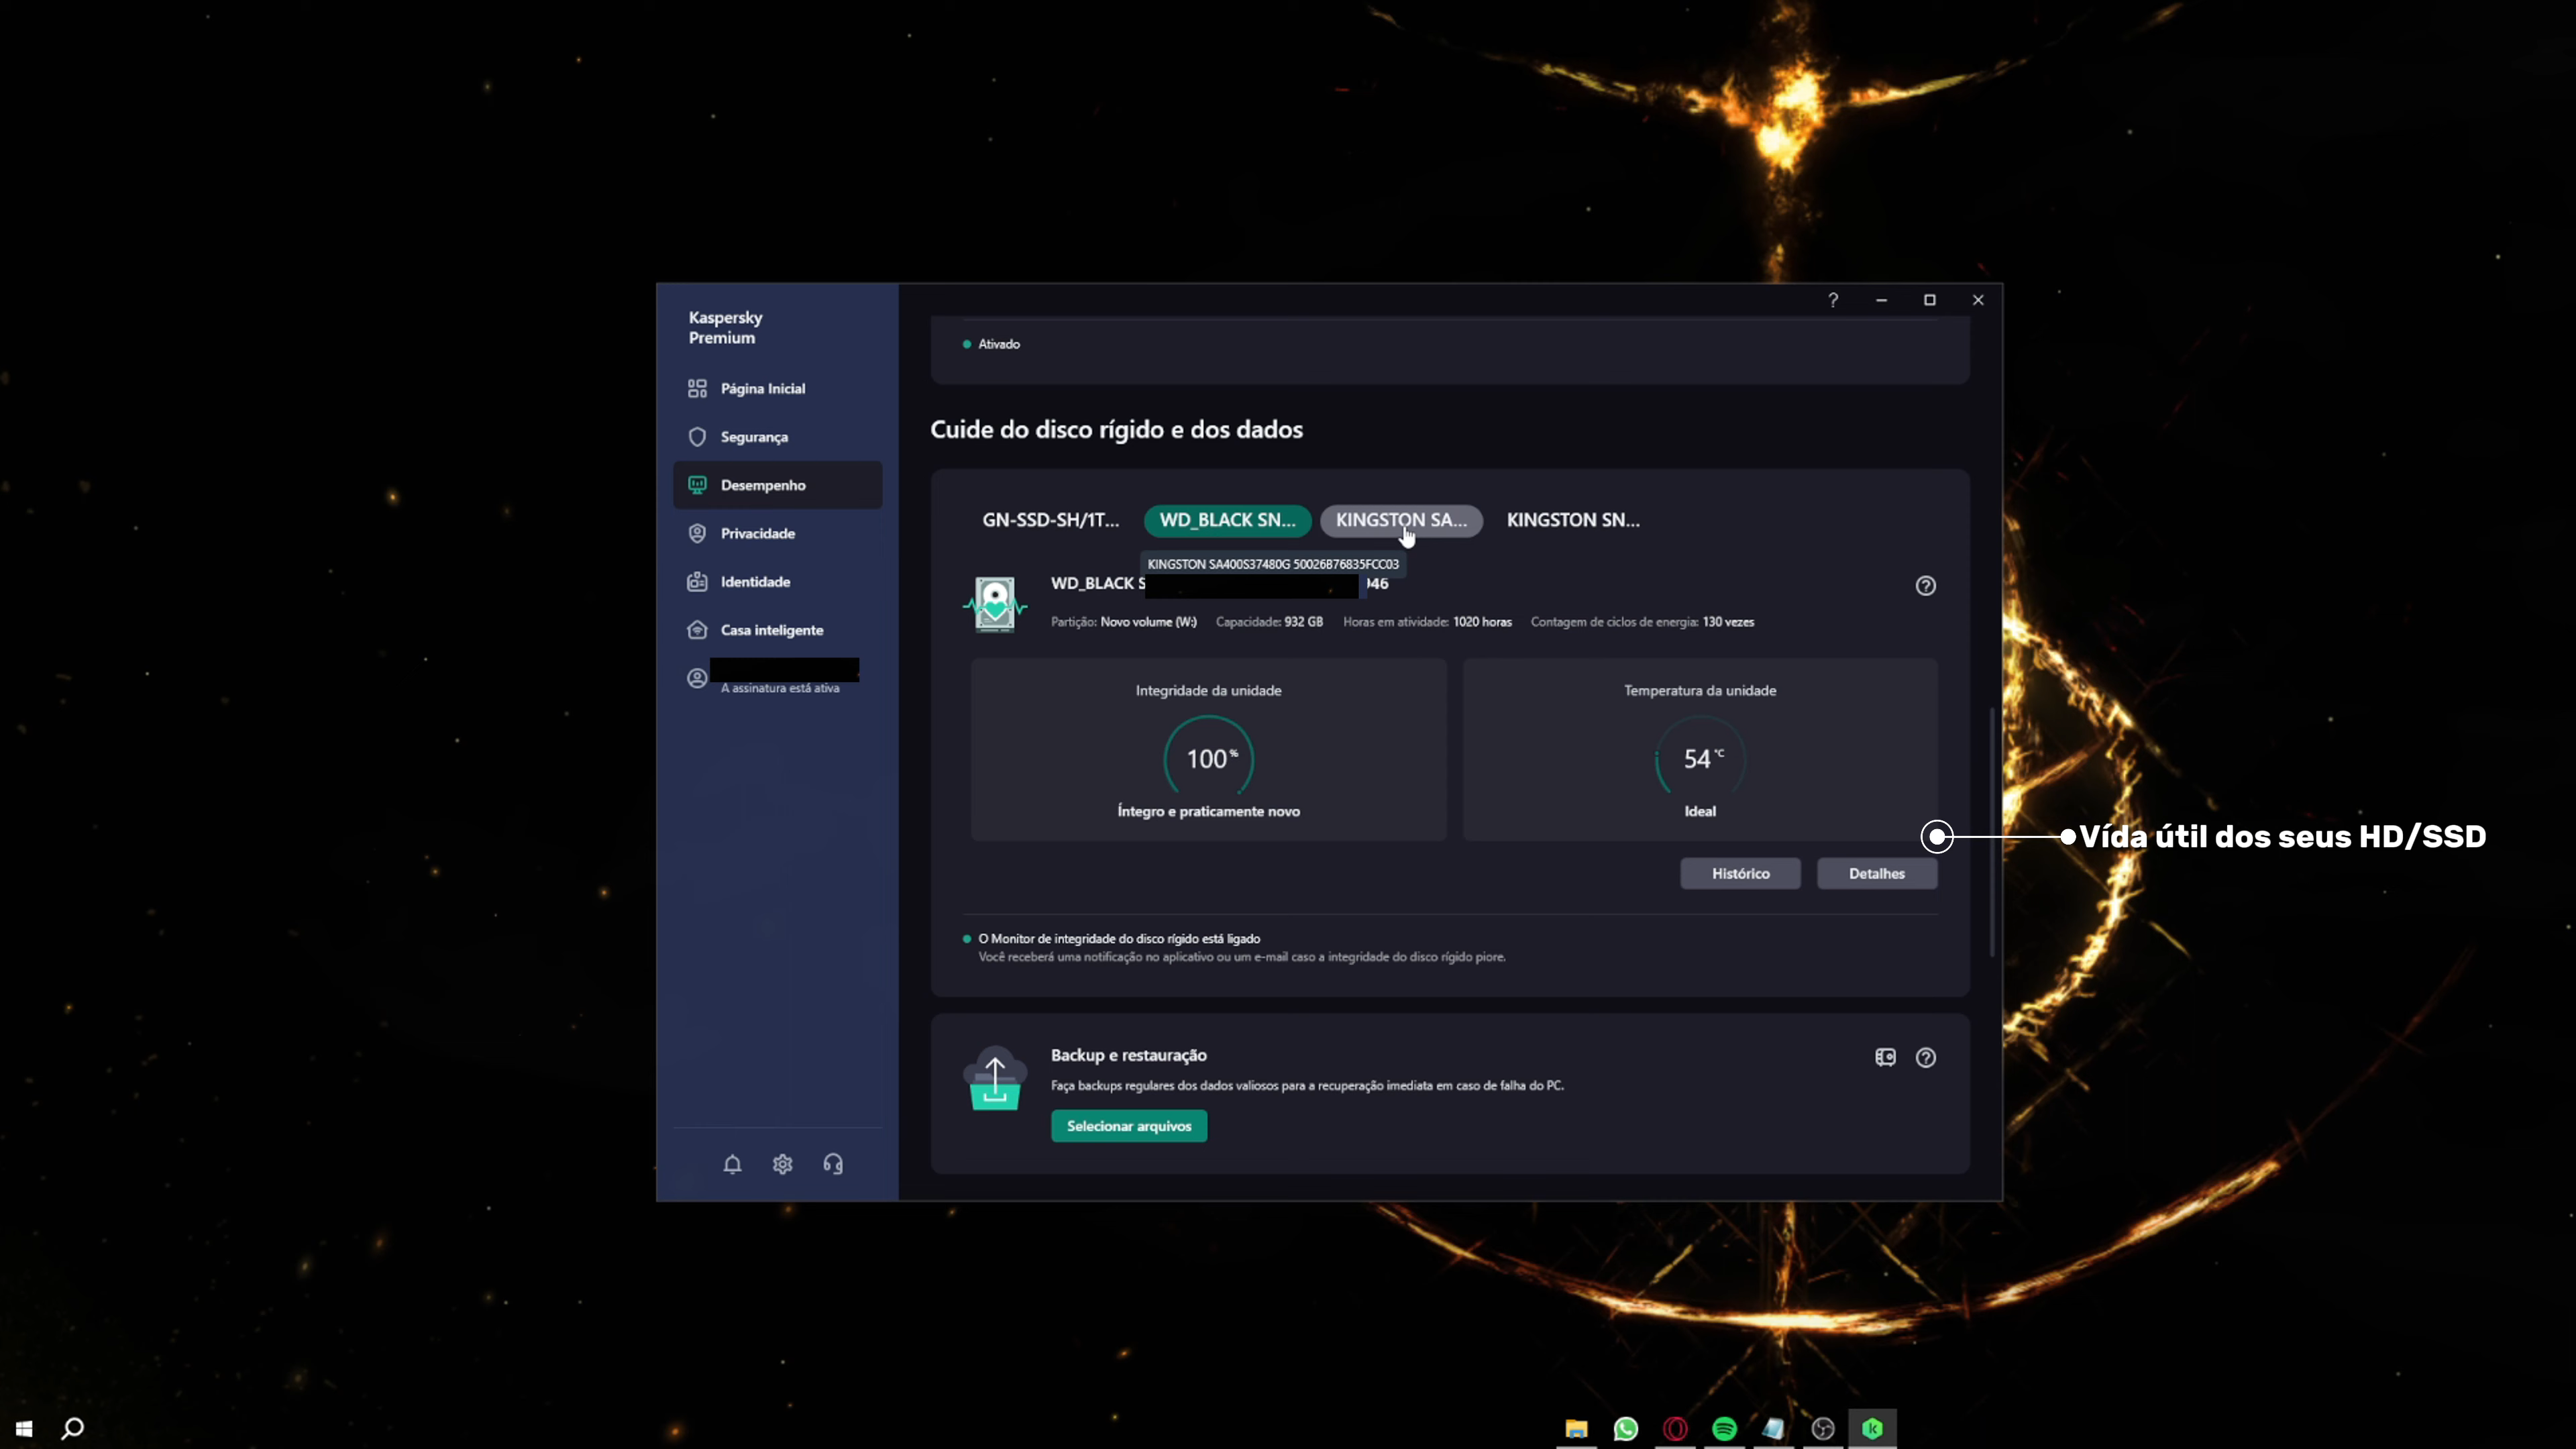 Kaspersky
Premium
Página Inicial
Segurança
Desempenho
Privacidade
Identidade
Casa inteligente
A assinatura está ativa
Ativado
Cuide do disco rígido e dos dados
GN-SSD-SH/1T...
WD_BLACK SN...
KINGSTON SA...
KINGSTON SN...
KINGSTON SA400S37480G 50026B76835FCC03
WD_BLACK S 946
Partição: Novo volume (W:) Capacidade: 932 GB Horas em atividade: 1020 horas Contagem de ciclos de energia: 130 vezes
Integridade da unidade
100%
Íntegro e praticamente novo
Temperatura da unidade
54 °C
Ideal
Vída útil dos seus HD/SSD
Histórico
Detalhes
O Monitor de integridade do disco rígido está ligado
Você receberá uma notificação no aplicativo ou um e-mail caso a integridade do disco rígido piore.
Backup e restauração
Faça backups regulares dos dados valiosos para a recuperação imediata em caso de falha do PC.
Selecionar arquivos